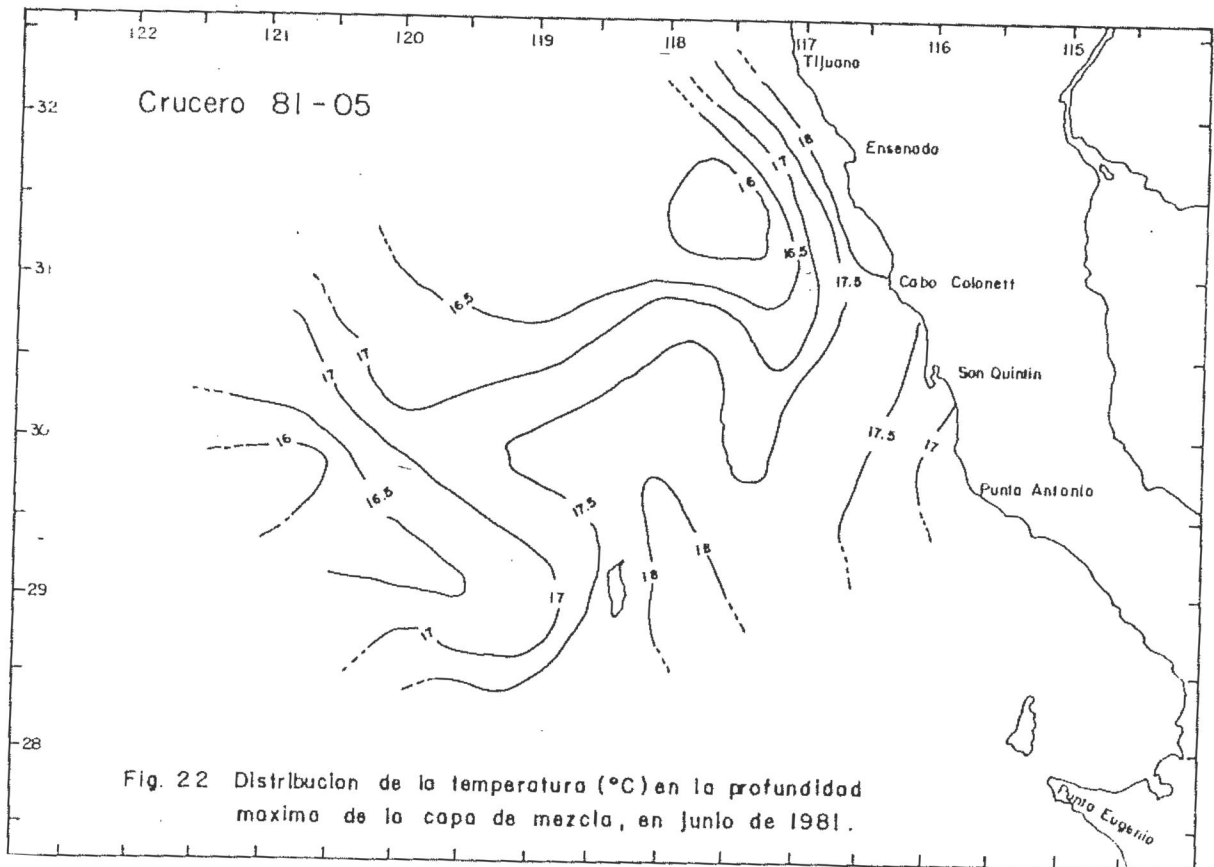 122 121 120 119 118 117 116 115
Tijuana
32
Crucero 81-05
18
17
Ensenada
16
16.5
31
17.5
Cabo Colonett
16.5
17
17
San Quintin
30
16
17.5
17
16.5
17.5
Punta Antonio
18
18
29
17
17
28
Fig. 22 Distribucion de la temperatura (°C) en la profundidad
maxima de la capa de mezcla, en junio de 1981.
Punta Eugenio